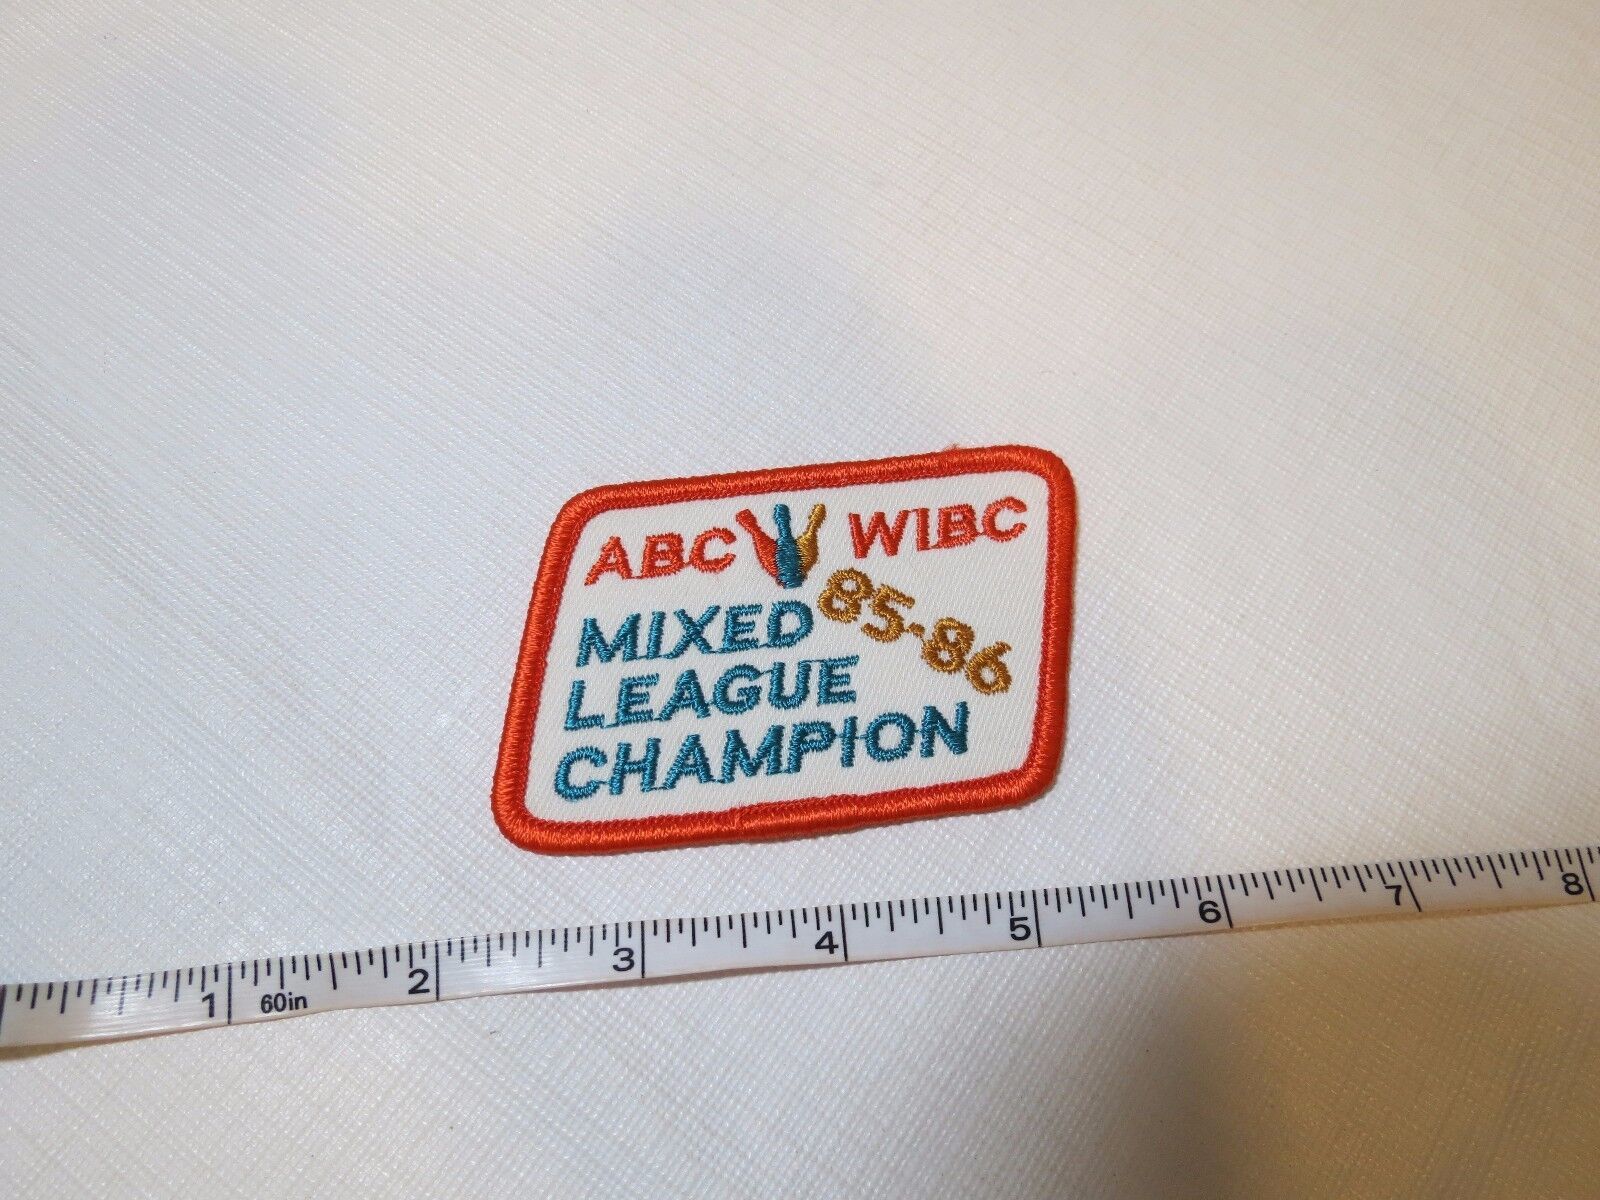 ABC WIBC
85-86
MIXED
LEAGUE
CHAMPION
1 60in 2 3 4 5 6 7 8